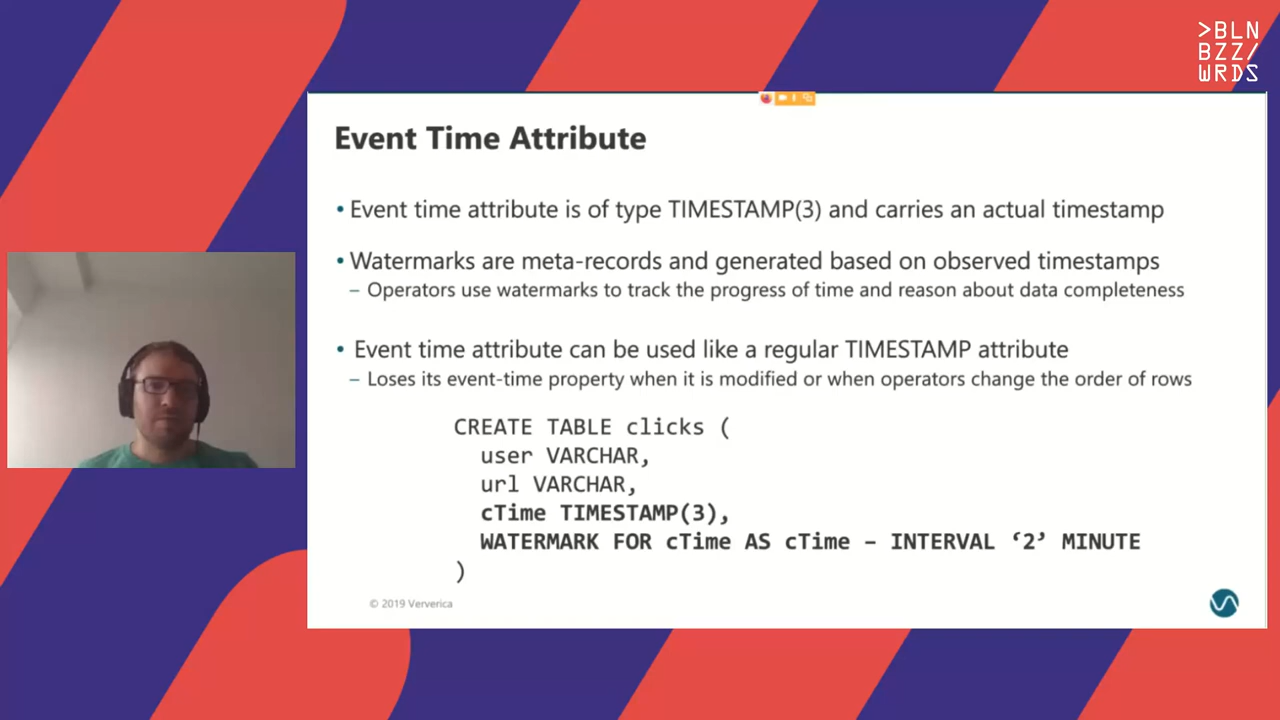 >BLN
BZZ/
WRDS
Event Time Attribute
• Event time attribute is of type TIMESTAMP(3) and carries an actual timestamp
• Watermarks are meta-records and generated based on observed timestamps
– Operators use watermarks to track the progress of time and reason about data completeness
• Event time attribute can be used like a regular TIMESTAMP attribute
– Loses its event-time property when it is modified or when operators change the order of rows
CREATE TABLE clicks (
user VARCHAR,
url VARCHAR,
cTime TIMESTAMP(3),
WATERMARK FOR cTime AS cTime – INTERVAL ‘2’ MINUTE
)
© 2019 Ververica